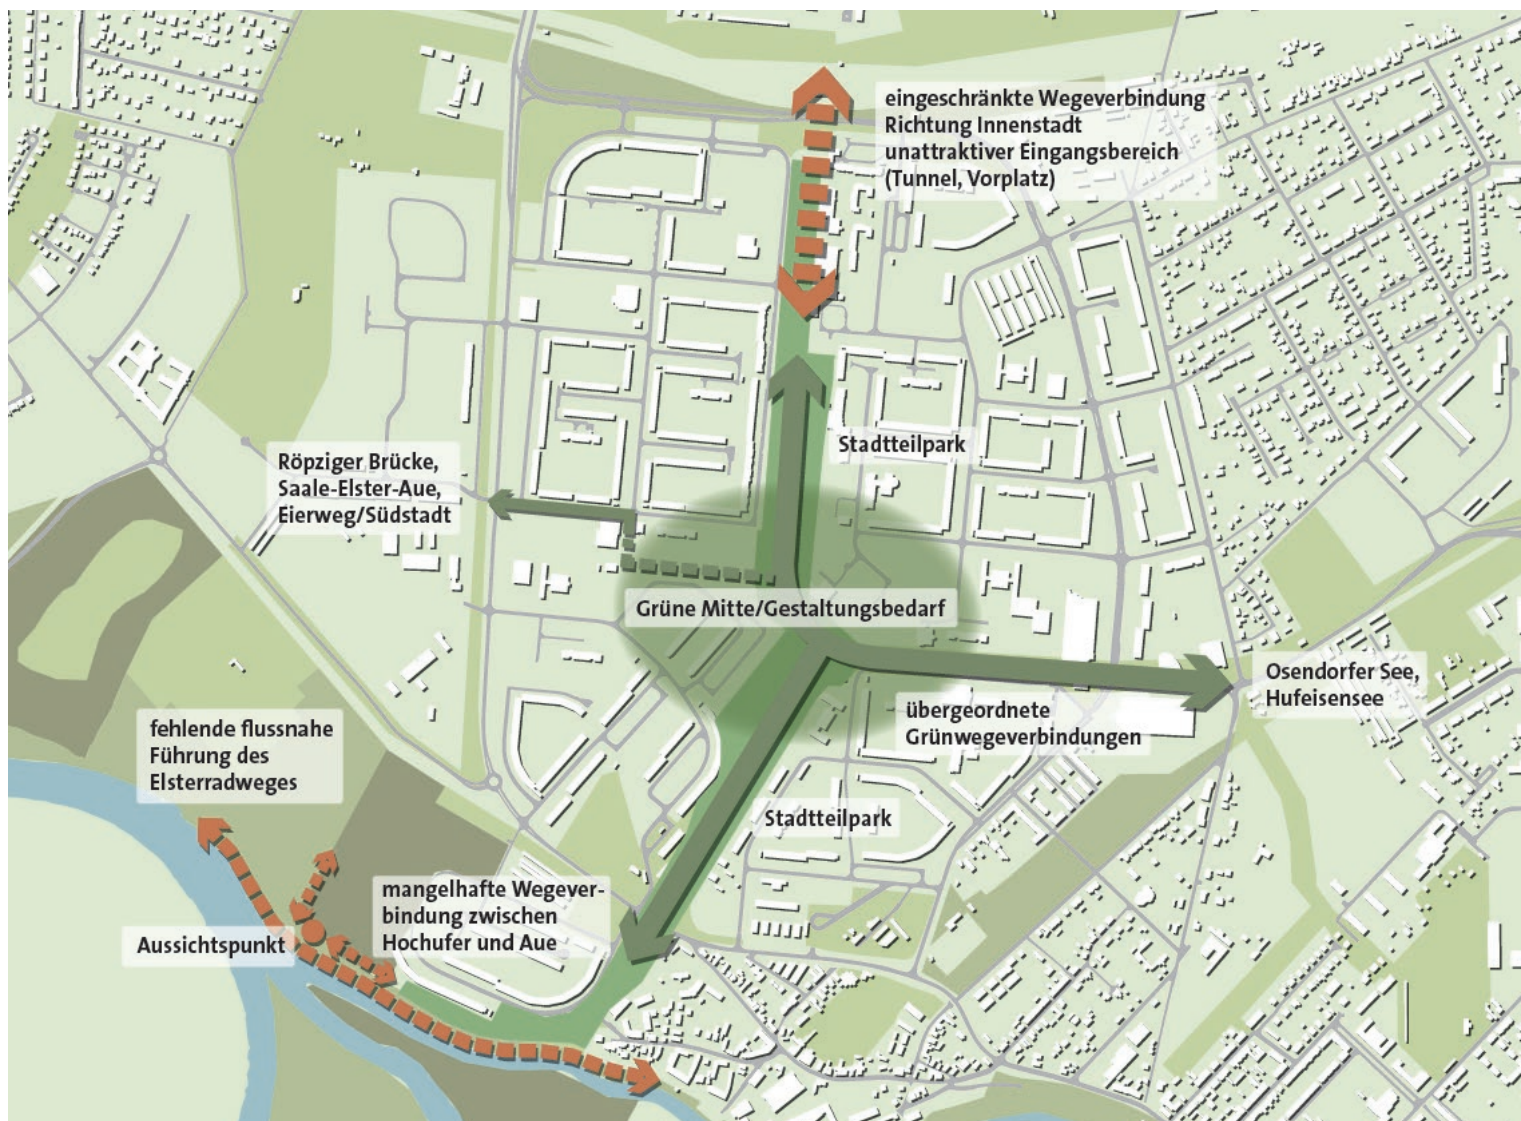 eingeschränkte Wegeverbindung
Richtung Innenstadt
unattraktiver Eingangsbereich
(Tunnel, Vorplatz)
Stadtteilpark
Röpziger Brücke,
Saale-Elster-Aue,
Eierweg/Südstadt
Grüne Mitte/Gestaltungsbedarf
Osendorfer See,
Hufeisensee
übergeordnete
Grünwegeverbindungen
fehlende flussnahe
Führung des
Elsterradweges
Stadtteilpark
mangelhafte Wegever-
bindung zwischen
Hochufer und Aue
Aussichtspunkt